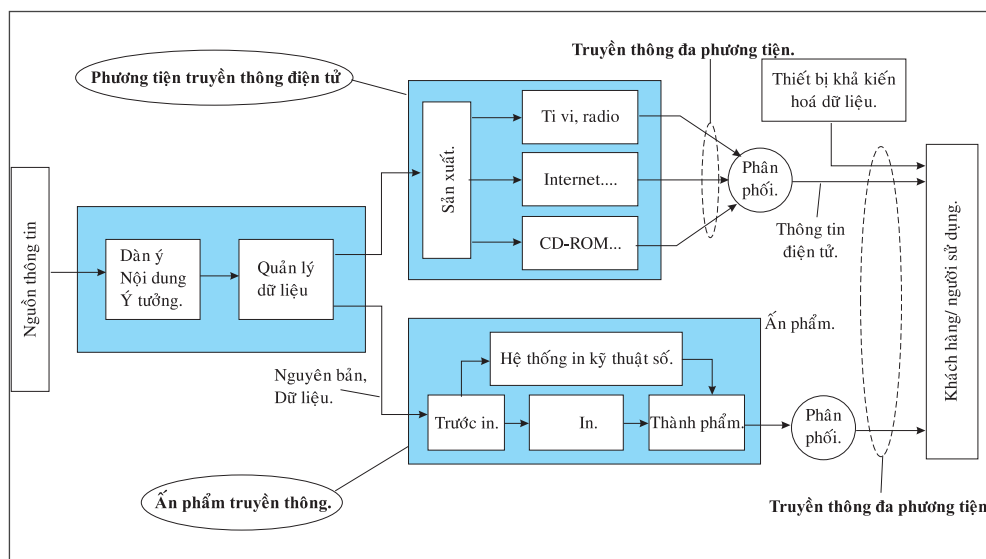 Truyền thông đa phương tiện.
Phương tiện truyền thông điện tử
Thiết bị khả kiến
hoá dữ liệu.
Sản xuất.
Ti vi, radio
Internet....
CD-ROM...
Phân
phối.
Thông tin
điện tử.
Nguồn thông tin
Dàn ý
Nội dung
Ý tưởng.
Quản lý
dữ liệu
Khách hàng/ người sử dụng.
Ấn phẩm.
Nguyên bản,
Dữ liệu.
Hệ thống in kỹ thuật số.
Trước in.
In.
Thành phẩm.
Phân
phối.
Ấn phẩm truyền thông.
Truyền thông đa phương tiện